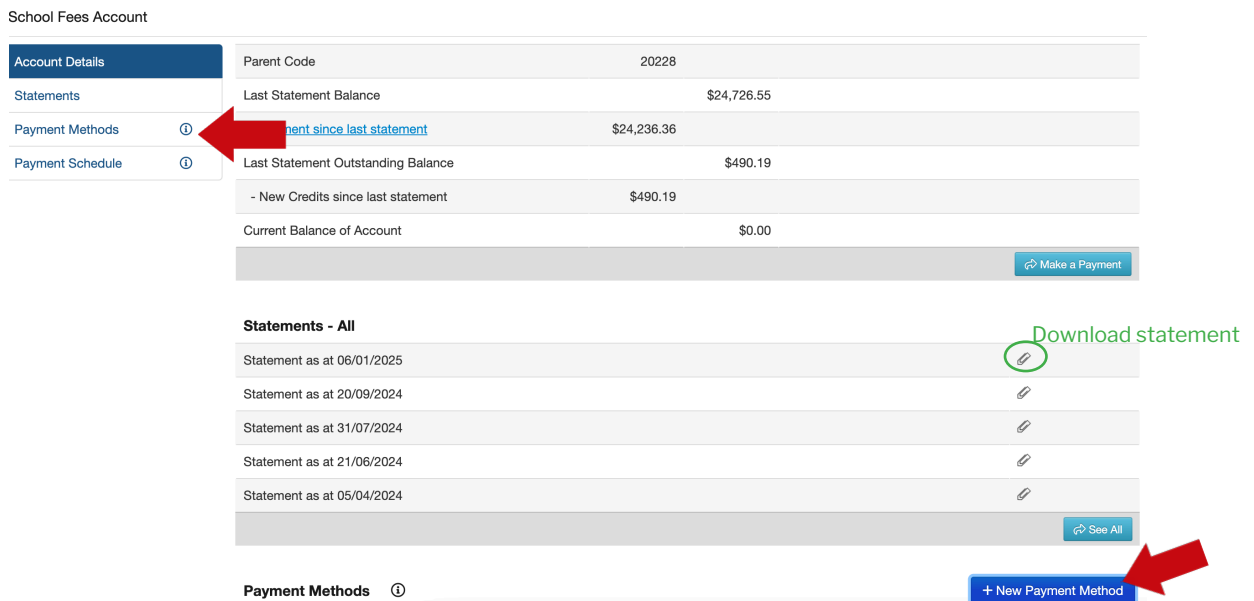 School Fees Account
Account Details
Statements
Payment Methods
Payment Schedule
Parent Code 20228
Last Statement Balance $24,726.55
since last statement $24,236.36
Last Statement Outstanding Balance $490.19
- New Credits since last statement $490.19
Current Balance of Account $0.00
Make a Payment
Statements - All
Download statement
Statement as at 06/01/2025
Statement as at 20/09/2024
Statement as at 31/07/2024
Statement as at 21/06/2024
Statement as at 05/04/2024
See All
Payment Methods
+ New Payment Method